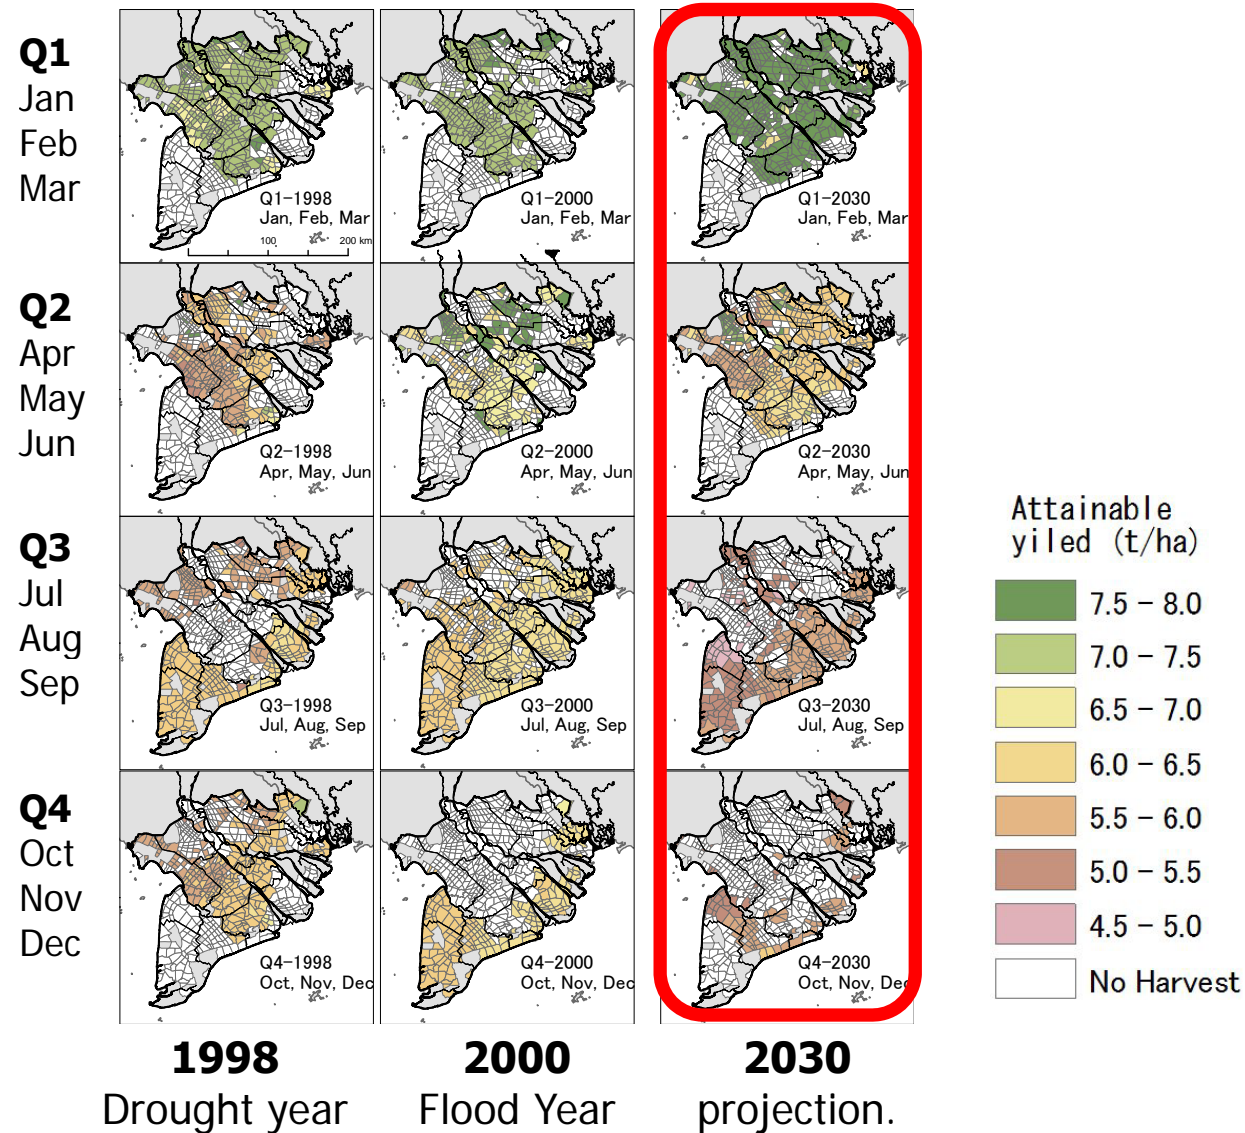 Q1
Jan
Feb
Mar
Q1-1998
Jan, Feb, Mar
100
200 km
Q1-2000
Jan, Feb, Mar
Q1-2030
Jan, Feb, Mar
Q2
Apr
May
Jun
Q2-1998
Apr, May, Jun
Q2-2000
Apr, May, Jun
Q2-2030
Apr, May, Jun
Q3
Jul
Aug
Sep
Q3-1998
Jul, Aug, Sep
Q3-2000
Jul, Aug, Sep
Q3-2030
Jul, Aug, Sep
Q4
Oct
Nov
Dec
Q4-1998
Oct, Nov, Dec
Q4-2000
Oct, Nov, Dec
Q4-2030
Oct, Nov, Dec
1998
Drought year
2000
Flood Year
2030
projection.
Attainable
yiled (t/ha)
7.5 - 8.0
7.0 - 7.5
6.5 - 7.0
6.0 - 6.5
5.5 - 6.0
5.0 - 5.5
4.5 - 5.0
No Harvest